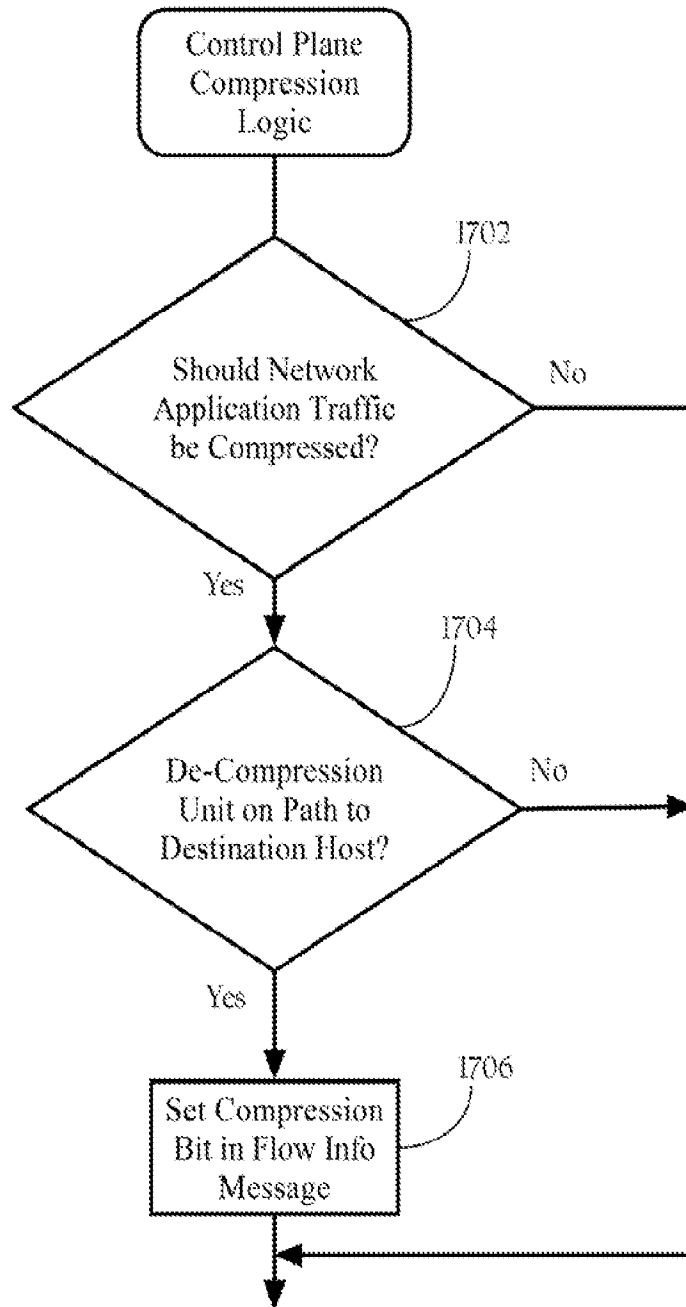 Control Plane
Compression
Logic
1702
Should Network
Application Traffic
be Compressed?
No
Yes
1704
De-Compression
Unit on Path to
Destination Host?
No
Yes
1706
Set Compression
Bit in Flow Info
Message